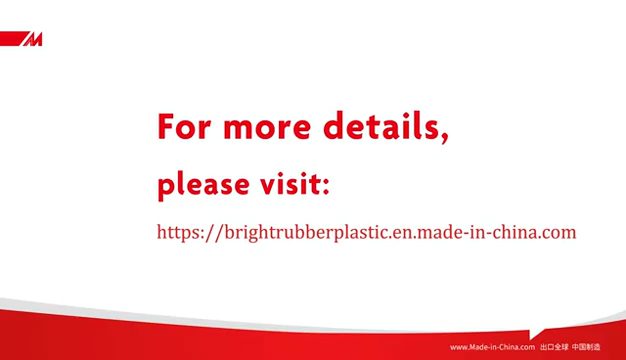 For more details,
please visit:
https://brightrubberplastic.en.made-in-china.com
www.Made-in-China.com 出口全球 中国制造